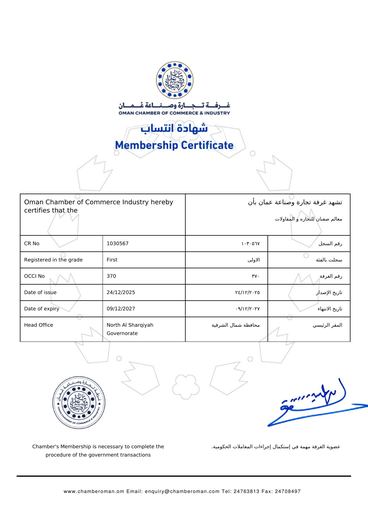 غرفة تجارة وصناعة عُمان
OMAN CHAMBER OF COMMERCE & INDUSTRY
شهادة انتساب
Membership Certificate
Oman Chamber of Commerce Industry hereby certifies that the
تشهد غرفة تجارة وصناعة عمان بأن
معالم ضفنان للتجاره و المقاولات
CR No 1030567 ١٠٣٠٥٦٧ رقم السجل
Registered in the grade First الاولى سجلت بالفئة
OCCI No 370 ٣٧٠ رقم الغرفة
Date of issue 24/12/2025 ٢٤/١٢/٢٠٢٥ تاريخ الإصدار
Date of expiry 09/12/2027 ٠٩/١٢/٢٠٢٧ تاريخ الانتهاء
Head Office North Al Sharqiyah Governorate محافظة شمال الشرقية المقر الرئيسي
Chamber's Membership is necessary to complete the
procedure of the government transactions
عضوية الغرفة مهمة في إستكمال إجراءات المعاملات الحكومية.
www.chamberoman.om Email: enquiry@chamberoman.com Tel: 24763813 Fax: 24708497